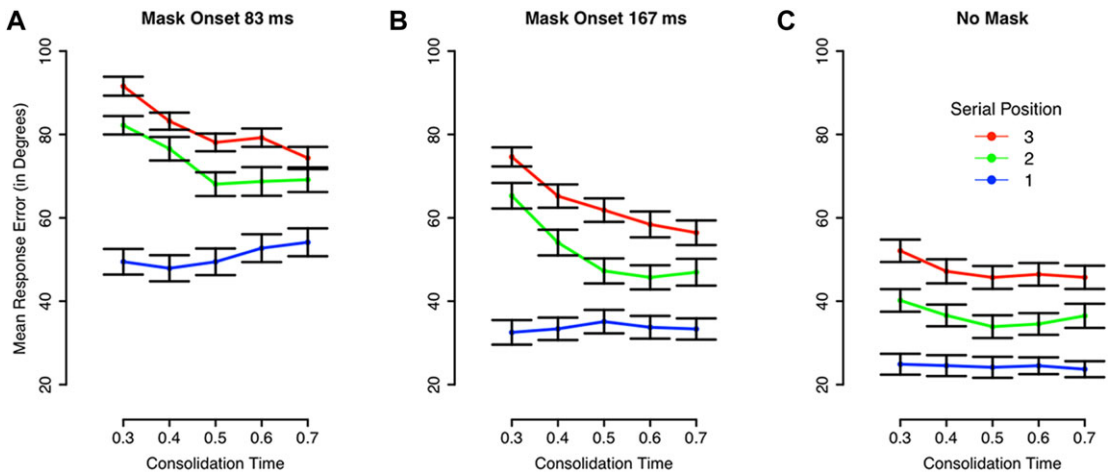 A
Mask Onset 83 ms
B
Mask Onset 167 ms
C
No Mask
Mean Response Error (in Degrees)
100
80
60
40
20
100
80
60
40
20
100
80
60
40
20
Serial Position
3
2
1
0.3 0.4 0.5 0.6 0.7
0.3 0.4 0.5 0.6 0.7
0.3 0.4 0.5 0.6 0.7
Consolidation Time
Consolidation Time
Consolidation Time